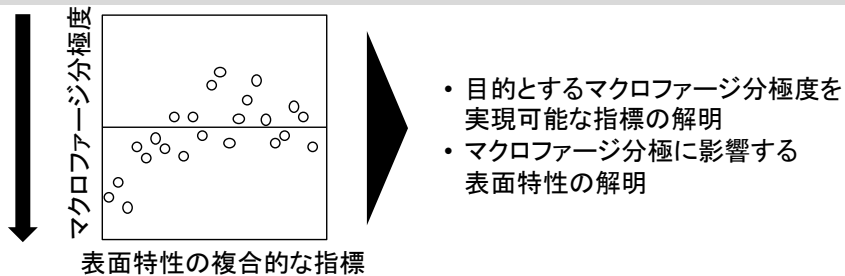 マクロファージ分極度
表面特性の複合的な指標
• 目的とするマクロファージ分極度を
実現可能な指標の解明
• マクロファージ分極に影響する
表面特性の解明